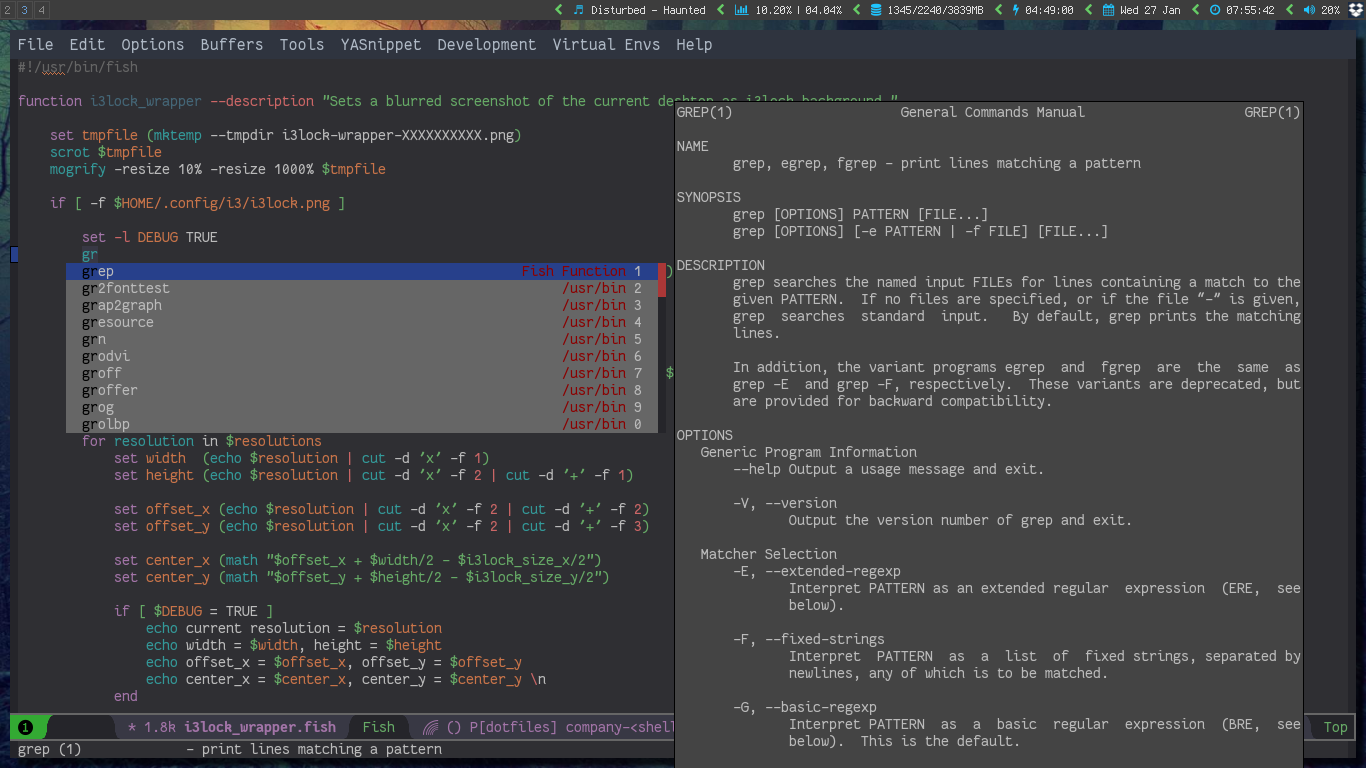 2 3 4 Disturbed - Haunted 10.20% | 04.04% 1345/2240/3839MB 04:49:00 Wed 27 Jan 07:55:42 20%
File Edit Options Buffers Tools YASnippet Development Virtual Envs Help
#!/usr/bin/fish
function i3lock_wrapper --description "Sets a blurred screenshot of the current desktop as i3lock background."
set tmpfile (mktemp --tmpdir i3lock-wrapper-XXXXXXXXXX.png)
scrot $tmpfile
mogrify -resize 10% -resize 1000% $tmpfile
if [ -f $HOME/.config/i3/i3lock.png ]
set -l DEBUG TRUE
gr
grep Fish Function 1
gr2fonttest /usr/bin 2
grap2graph /usr/bin 3
gresource /usr/bin 4
grn /usr/bin 5
grodvi /usr/bin 6
groff /usr/bin 7
groffer /usr/bin 8
grog /usr/bin 9
grolbp /usr/bin 0
)
$
for resolution in $resolutions
set width (echo $resolution | cut -d 'x' -f 1)
set height (echo $resolution | cut -d 'x' -f 2 | cut -d '+' -f 1)
set offset_x (echo $resolution | cut -d 'x' -f 2 | cut -d '+' -f 2)
set offset_y (echo $resolution | cut -d 'x' -f 2 | cut -d '+' -f 3)
set center_x (math "$offset_x + $width/2 - $i3lock_size_x/2")
set center_y (math "$offset_y + $height/2 - $i3lock_size_y/2")
if [ $DEBUG = TRUE ]
echo current resolution = $resolution
echo width = $width, height = $height
echo offset_x = $offset_x, offset_y = $offset_y
echo center_x = $center_x, center_y = $center_y \n
end
1 * 1.8k i3lock_wrapper.fish Fish () P[dotfiles] company-<shell Top
grep (1) - print lines matching a pattern
GREP(1) General Commands Manual GREP(1)
NAME
grep, egrep, fgrep - print lines matching a pattern
SYNOPSIS
grep [OPTIONS] PATTERN [FILE...]
grep [OPTIONS] [-e PATTERN | -f FILE] [FILE...]
DESCRIPTION
grep searches the named input FILEs for lines containing a match to the
given PATTERN. If no files are specified, or if the file “-” is given,
grep searches standard input. By default, grep prints the matching
lines.
In addition, the variant programs egrep and fgrep are the same as
grep -E and grep -F, respectively. These variants are deprecated, but
are provided for backward compatibility.
OPTIONS
Generic Program Information
--help Output a usage message and exit.
-V, --version
Output the version number of grep and exit.
Matcher Selection
-E, --extended-regexp
Interpret PATTERN as an extended regular expression (ERE, see
below).
-F, --fixed-strings
Interpret PATTERN as a list of fixed strings, separated by
newlines, any of which is to be matched.
-G, --basic-regexp
Interpret PATTERN as a basic regular expression (BRE, see
below). This is the default.